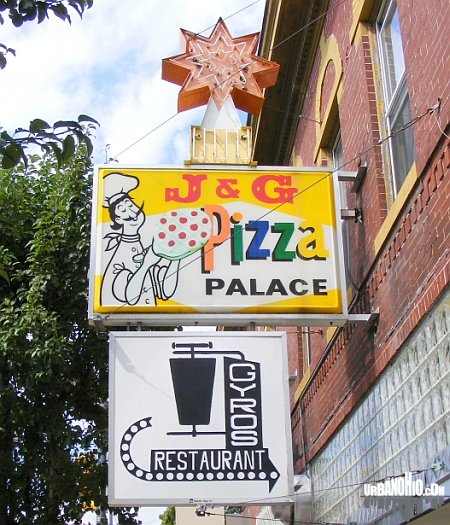 J & G
Pizza
PALACE
GYROS
RESTAURANT
URBANOHIO.COM